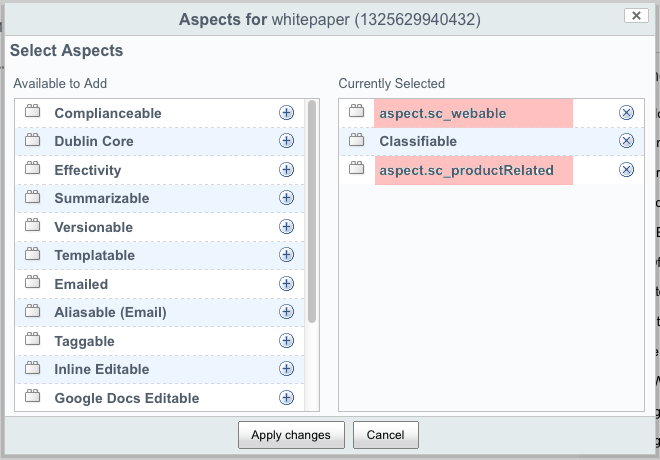 Aspects for whitepaper (1325629940432)
Select Aspects
Available to Add
Complianceable
Dublin Core
Effectivity
Summarizable
Versionable
Templatable
Emailed
Aliasable (Email)
Taggable
Inline Editable
Google Docs Editable
Currently Selected
aspect.sc_webable
Classifiable
aspect.sc_productRelated
Apply changes
Cancel